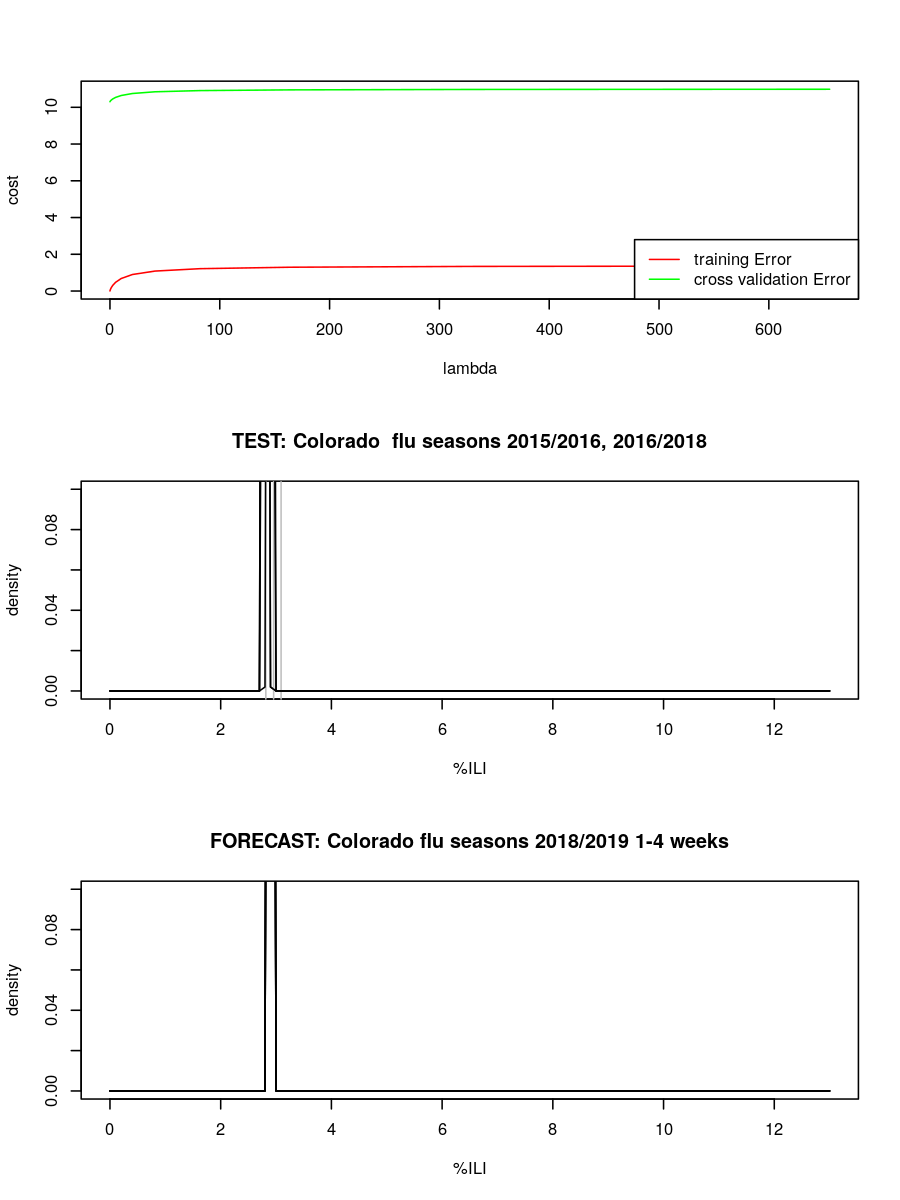 cost
10
8
6
4
2
0
training Error
cross validation Error
0 100 200 300 400 500 600
lambda
TEST: Colorado  flu seasons 2015/2016, 2016/2018
density
0.08
0.04
0.00
0 2 4 6 8 10 12
%ILI
FORECAST: Colorado flu seasons 2018/2019 1-4 weeks
density
0.08
0.04
0.00
0 2 4 6 8 10 12
%ILI